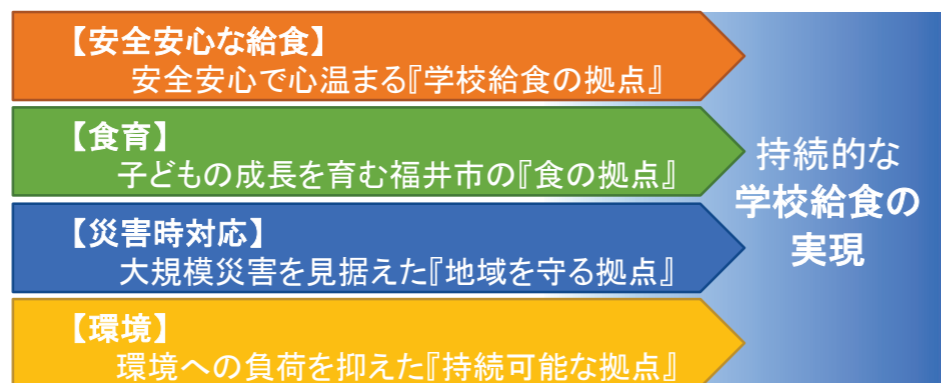 【安全安心な給食】
安全安心で心温まる『学校給食の拠点』
【食育】
子どもの成長を育む福井市の『食の拠点』
【災害時対応】
大規模災害を見据えた『地域を守る拠点』
【環境】
環境への負荷を抑えた『持続可能な拠点』
持続的な
学校給食の
実現